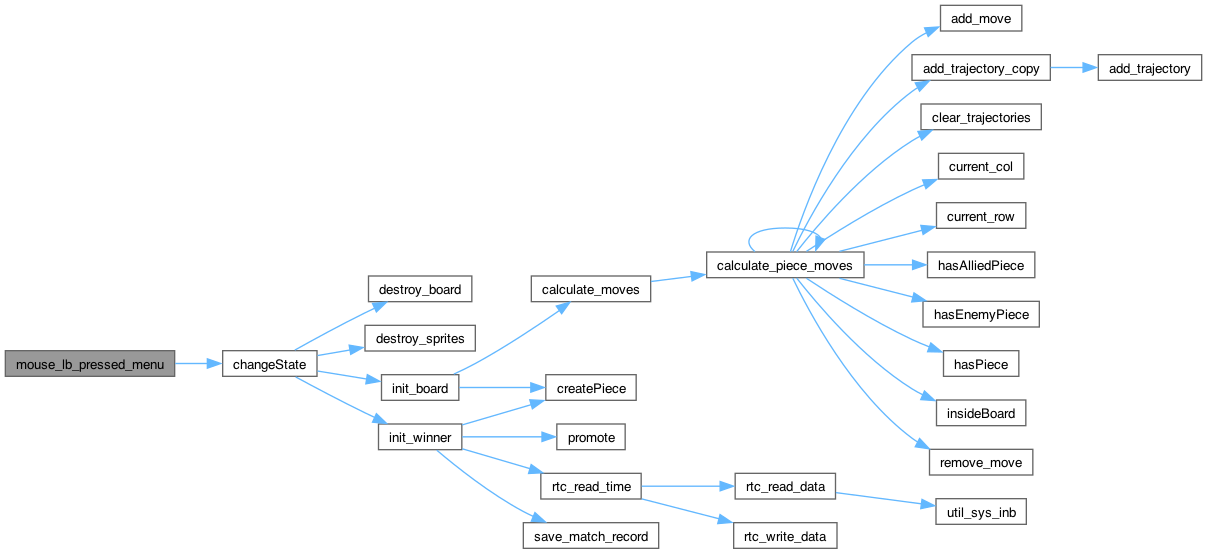 mouse_lb_pressed_menu
changeState
destroy_board
destroy_sprites
init_board
init_winner
calculate_moves
createPiece
promote
rtc_read_time
save_match_record
calculate_piece_moves
rtc_read_data
rtc_write_data
add_move
add_trajectory_copy
clear_trajectories
current_col
current_row
hasAlliedPiece
hasEnemyPiece
hasPiece
insideBoard
remove_move
util_sys_inb
add_trajectory